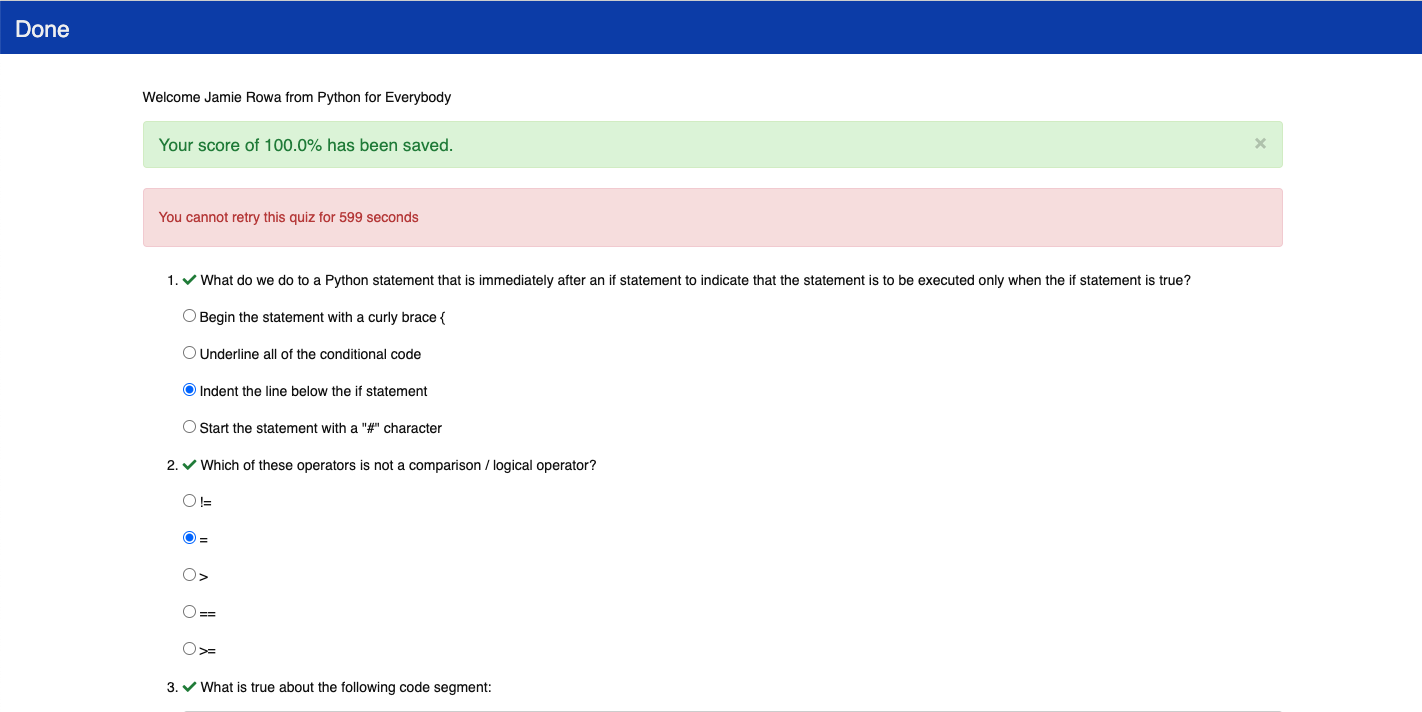 Done
Welcome Jamie Rowa from Python for Everybody
Your score of 100.0% has been saved.
×
You cannot retry this quiz for 599 seconds
1. ✔ What do we do to a Python statement that is immediately after an if statement to indicate that the statement is to be executed only when the if statement is true?
Begin the statement with a curly brace {
Underline all of the conditional code
Indent the line below the if statement
Start the statement with a "#" character
2. ✔ Which of these operators is not a comparison / logical operator?
!=
=
>
==
>=
3. ✔ What is true about the following code segment: